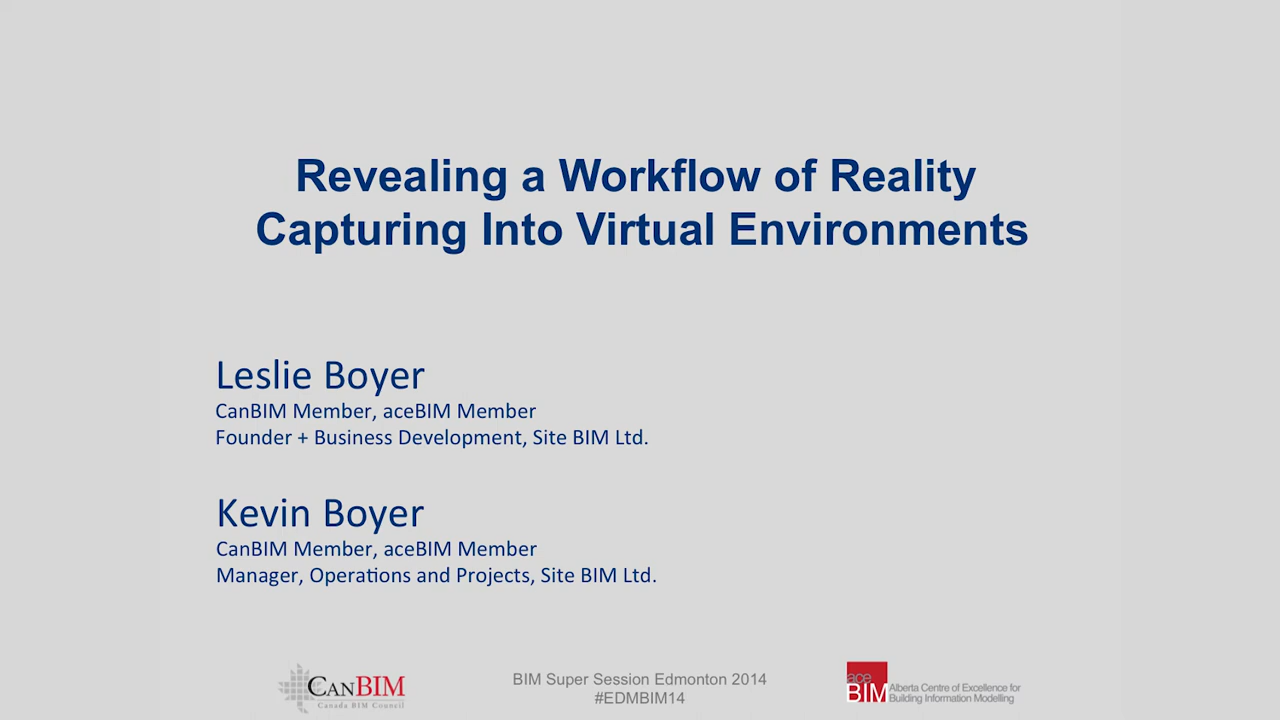 Revealing a Workflow of Reality
Capturing Into Virtual Environments
Leslie Boyer
CanBIM Member, aceBIM Member
Founder + Business Development, Site BIM Ltd.
Kevin Boyer
CanBIM Member, aceBIM Member
Manager, Operations and Projects, Site BIM Ltd.
CANBIM
Canada BIM Council
BIM Super Session Edmonton 2014
#EDMBIM14
ace
BIM
Alberta Centre of Excellence for
Building Information Modelling